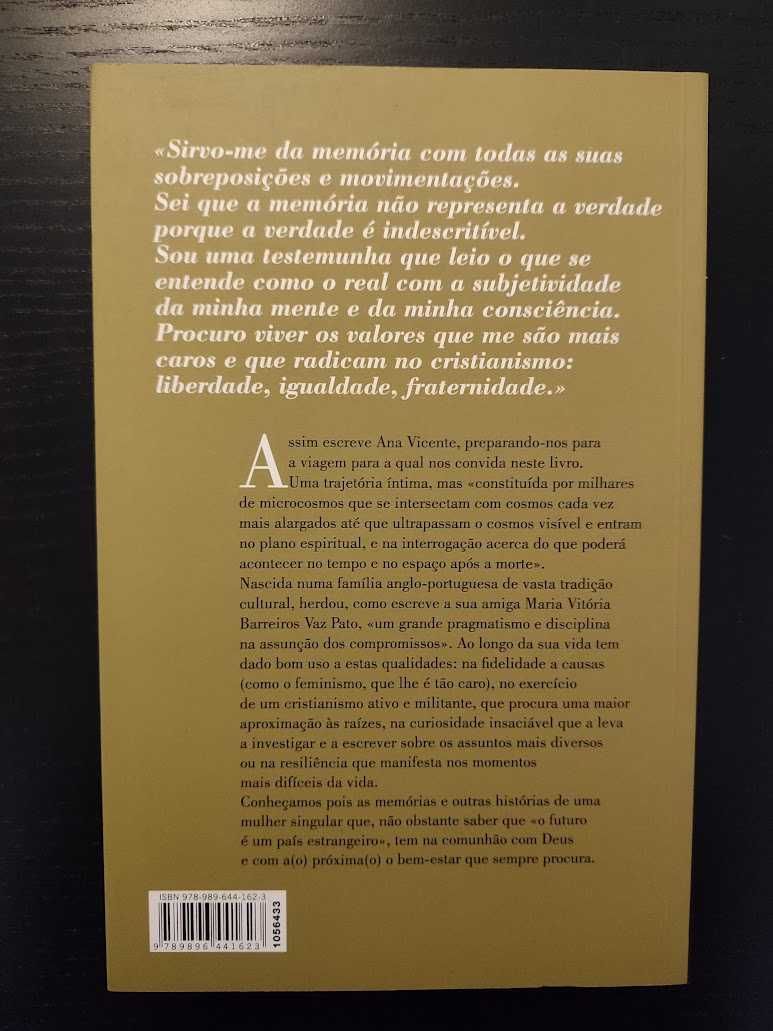 «Sirvo-me da memória com todas as suas
sobreposições e movimentações.
Sei que a memória não representa a verdade
porque a verdade é indescritível.
Sou uma testemunha que leio o que se
entende como o real com a subjetividade
da minha mente e da minha consciência.
Procuro viver os valores que me são mais
caros e que radicam no cristianismo:
liberdade, igualdade, fraternidade.»
Assim escreve Ana Vicente, preparando-nos para
a viagem para a qual nos convida neste livro.
Uma trajetória íntima, mas «constituída por milhares
de microcosmos que se intersectam com cosmos cada vez
mais alargados até que ultrapassam o cosmos visível e entram
no plano espiritual, e na interrogação acerca do que poderá
acontecer no tempo e no espaço após a morte».
Nascida numa família anglo-portuguesa de vasta tradição
cultural, herdou, como escreve a sua amiga Maria Vitória
Barreiros Vaz Pato, «um grande pragmatismo e disciplina
na assunção dos compromissos». Ao longo da sua vida tem
dado bom uso a estas qualidades: na fidelidade a causas
(como o feminismo, que lhe é tão caro), no exercício
de um cristianismo ativo e militante, que procura uma maior
aproximação às raízes, na curiosidade insaciável que a leva
a investigar e a escrever sobre os assuntos mais diversos
ou na resiliência que manifesta nos momentos
mais difíceis da vida.
Conheçamos pois as memórias e outras histórias de uma
mulher singular que, não obstante saber que «o futuro
é um país estrangeiro», tem na comunhão com Deus
e com a(o) próxima(o) o bem-estar que sempre procura.
ISBN 978-989-644-162-3
9 789896 441623
1056433